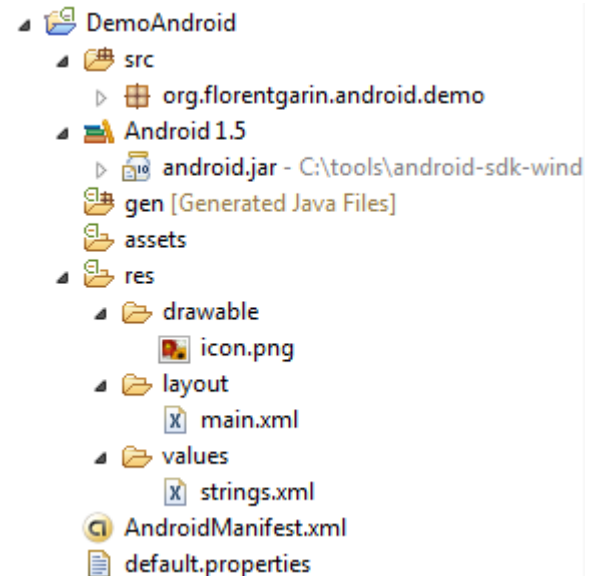 DemoAndroid
src
org.florentgarin.android.demo
Android 1.5
android.jar - C:\tools\android-sdk-wind
gen [Generated Java Files]
assets
res
drawable
icon.png
layout
main.xml
values
strings.xml
AndroidManifest.xml
default.properties